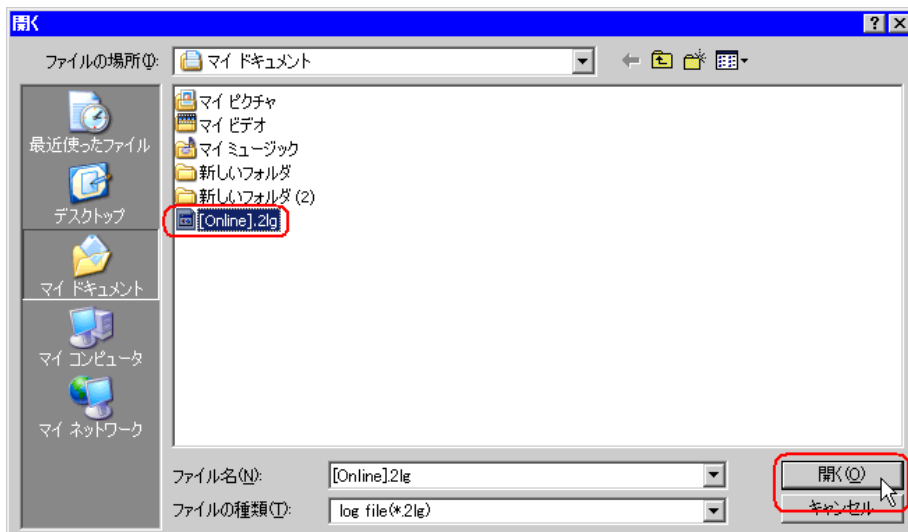 開く
ファイルの場所(I):
マイ ドキュメント
最近使ったファイル
デスクトップ
マイ ドキュメント
マイ コンピュータ
マイ ネットワーク
マイ ピクチャ
マイ ビデオ
マイ ミュージック
新しいフォルダ
新しいフォルダ (2)
[Online].2lg
ファイル名(N):
[Online].2lg
開く(O)
ファイルの種類(T):
log file(*.2lg)
キャンセル